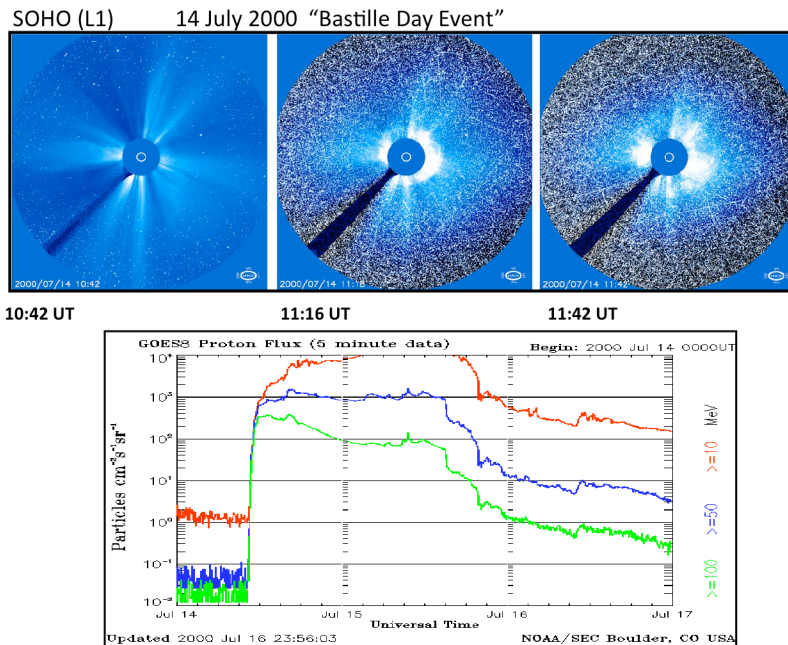 SOHO (L1) 14 July 2000 “Bastille Day Event”
2000/07/14 10:42
2000/07/14 11:18
2000/07/14 11:42
10:42 UT 11:16 UT 11:42 UT
GOES8 Proton Flux (5 minute data) Begin: 2000 Jul 14 0000UT
Particles cm⁻²s⁻¹sr⁻¹
10⁴
10³
10²
10¹
10⁰
10⁻¹
10⁻²
>=10 MeV
>=50
>=100
Jul 14 Jul 15 Jul 16 Jul 17
Universal Time
Updated 2000 Jul 16 23:56:03 NOAA/SEC Boulder, CO USA